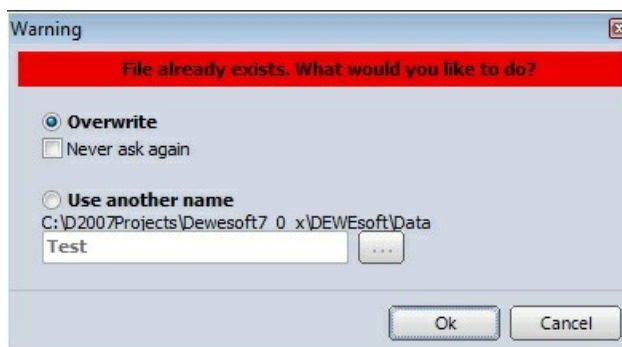 Warning
File already exists. What would you like to do?
Overwrite
Never ask again
Use another name
C:\D2007Projects\Dewesoft7_0_x\DEWEsoft\Data
Test
...
Ok
Cancel